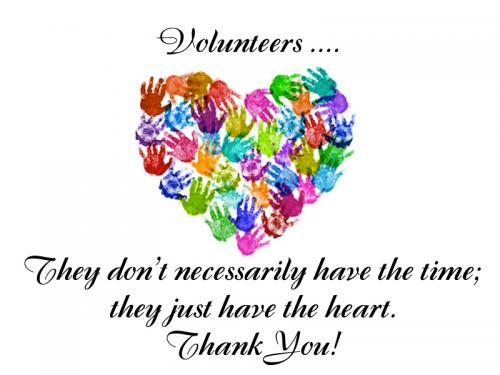 Volunteers ....
They don't necessarily have the time;
they just have the heart.
Thank You!